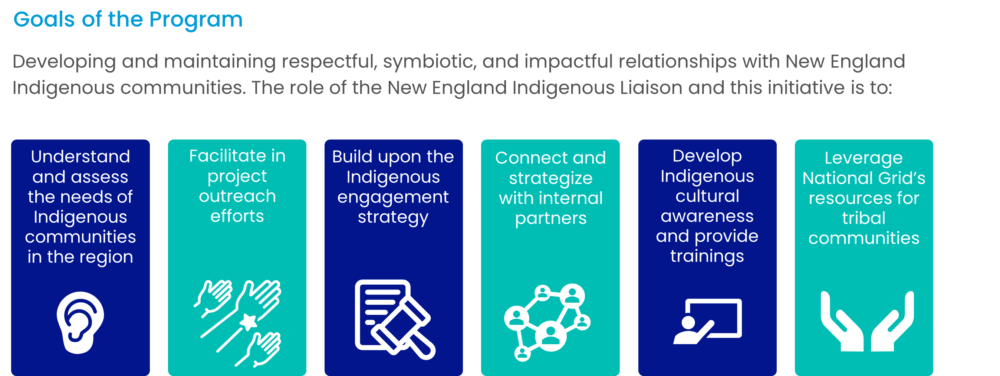 Goals of the Program
Developing and maintaining respectful, symbiotic, and impactful relationships with New England
Indigenous communities. The role of the New England Indigenous Liaison and this initiative is to:
Understand
and assess
the needs of
Indigenous
communities
in the region
Facilitate in
project
outreach
efforts
Build upon the
Indigenous
engagement
strategy
Connect and
strategize
with internal
partners
Develop
Indigenous
cultural
awareness
and provide
trainings
Leverage
National Grid’s
resources for
tribal
communities